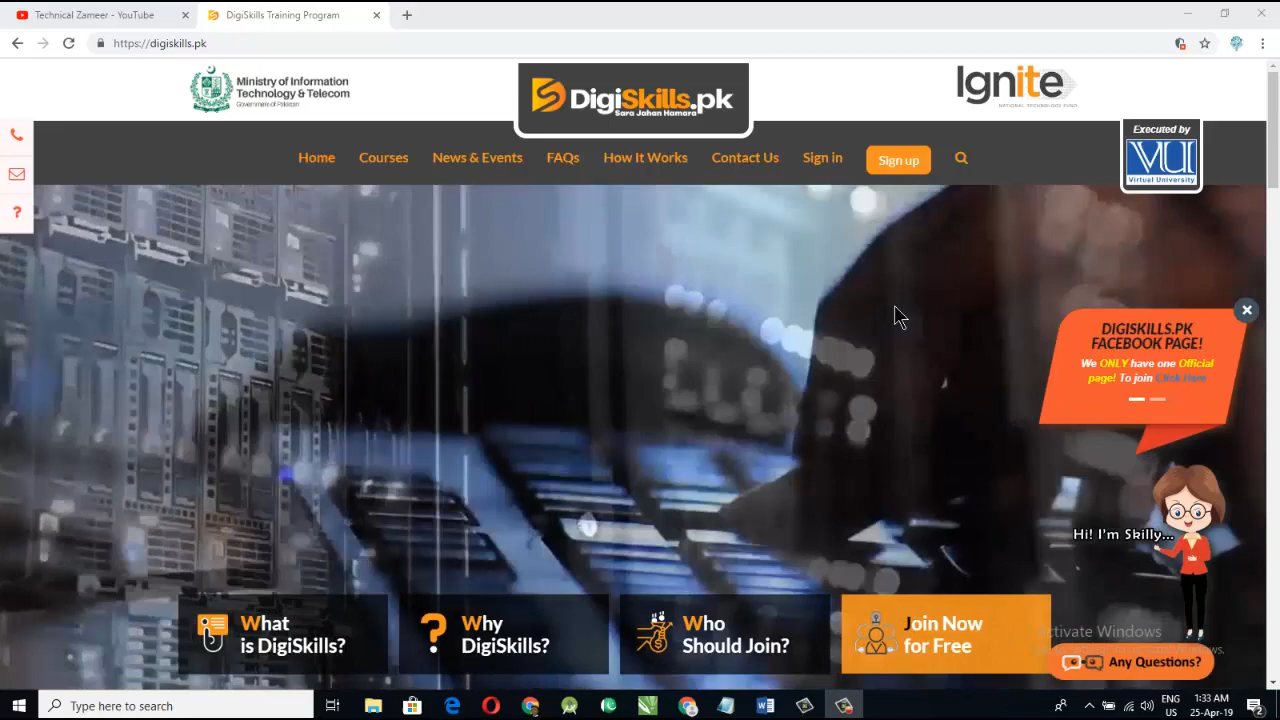 Technical Zameer - YouTube
DigiSkills Training Program
https://digiskills.pk
Ministry of Information
Technology & Telecom
Government of Pakistan
DigiSkills.pk
Sara Jahan Hamara
Ignite
NATIONAL TECHNOLOGY FUND
Executed by
VU
Virtual University
Home
Courses
News & Events
FAQs
How It Works
Contact Us
Sign in
Sign up
?
DIGISKILLS.PK
FACEBOOK PAGE!
We ONLY have one Official
page! To join Click Here
Hi! I'm Skilly...
What
is DigiSkills?
Why
DigiSkills?
Who
Should Join?
Join Now
for Free
Activate Windows
Any Questions?
Type here to search
ENG
US
1:33 AM
25-Apr-19
2